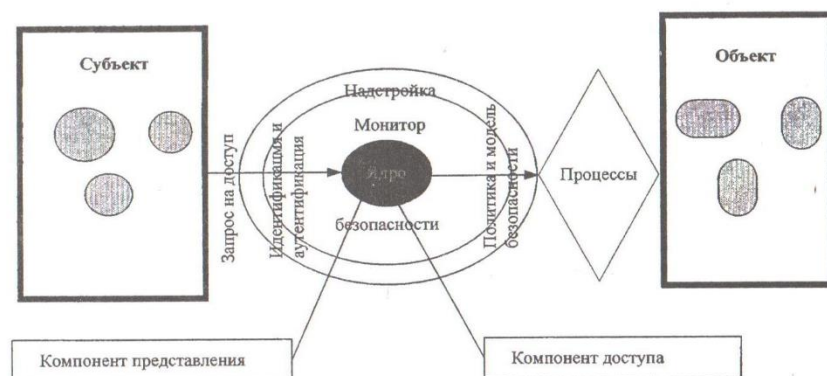 Субъект
Объект
Надстройка
Монитор
Ядро
безопасности
Запрос на доступ
Идентификация и
аутентификация
Политика и модель
безопасности
Процессы
Компонент представления
Компонент доступа